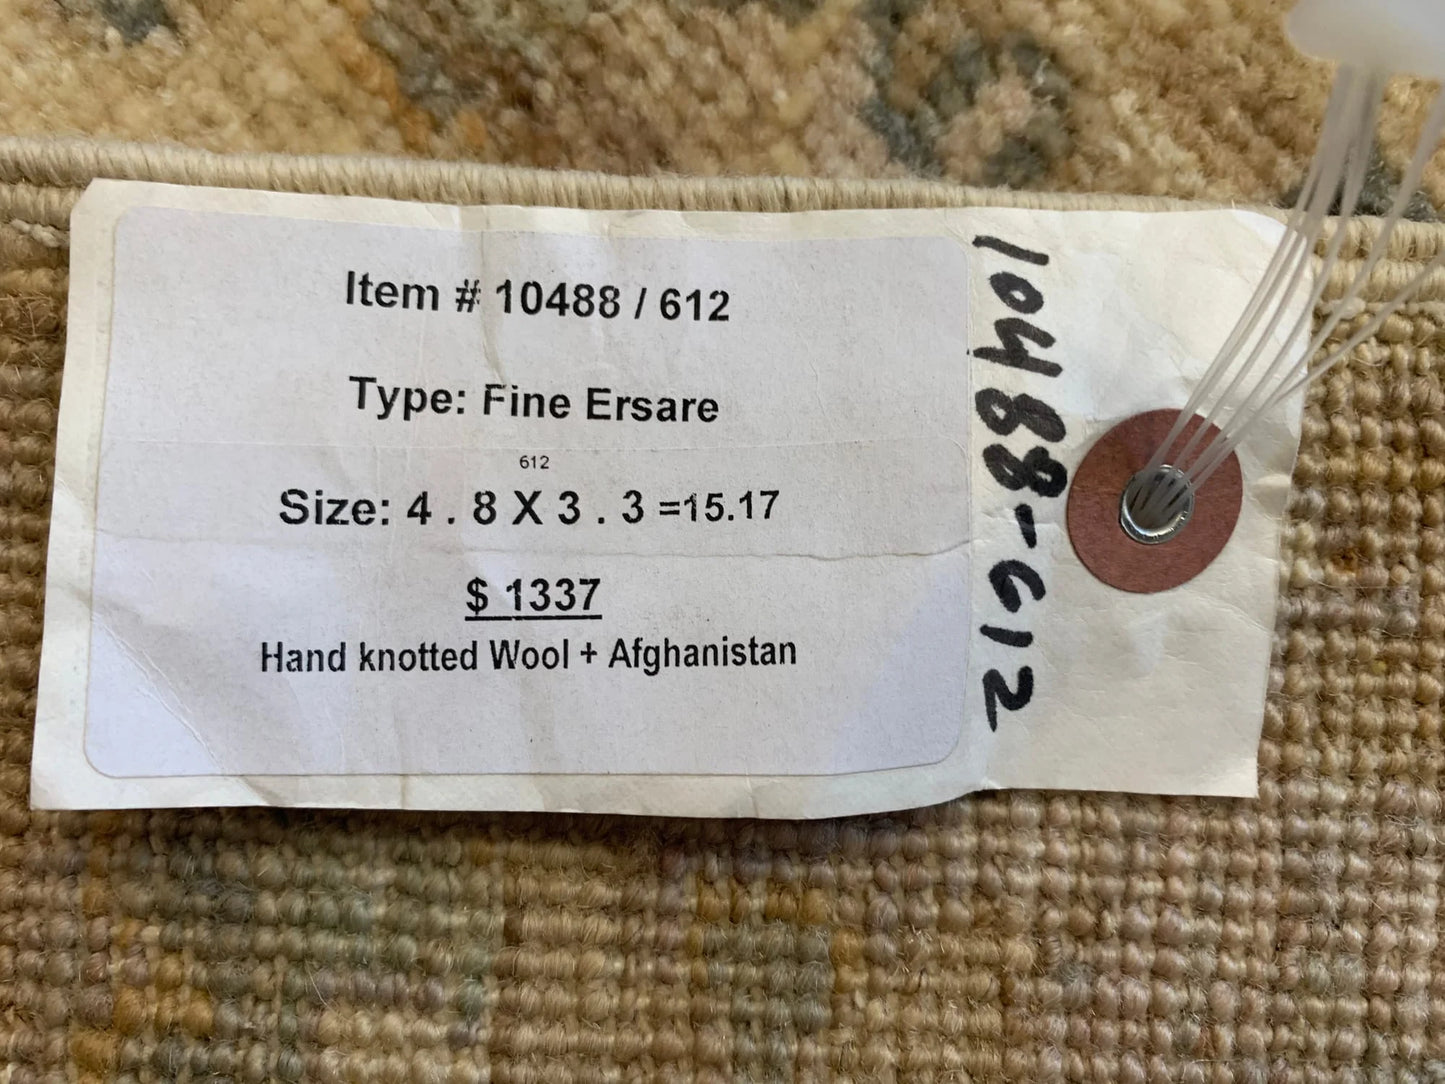 Item # 10488 / 612
Type: Fine Ersare
612
Size: 4 . 8 X 3 . 3 =15.17
$ 1337
Hand knotted Wool + Afghanistan
10488-612